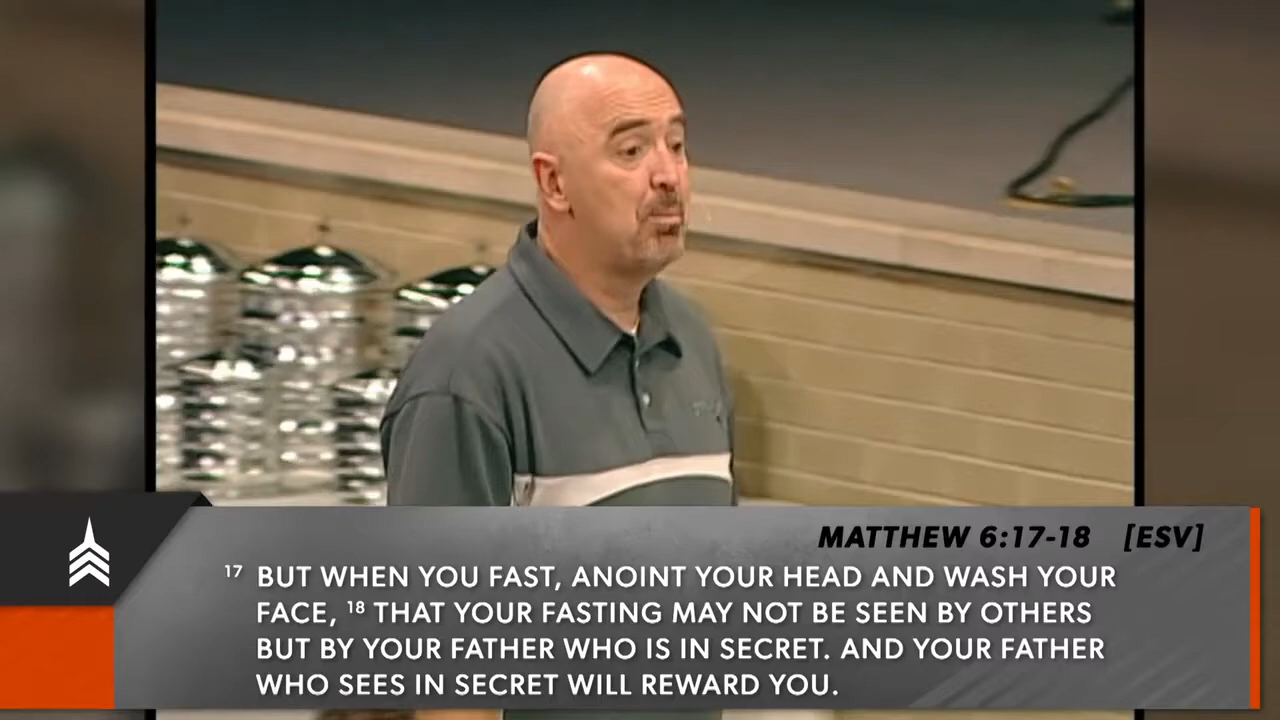 MATTHEW 6:17-18 [ESV]
17 BUT WHEN YOU FAST, ANOINT YOUR HEAD AND WASH YOUR
FACE, 18 THAT YOUR FASTING MAY NOT BE SEEN BY OTHERS
BUT BY YOUR FATHER WHO IS IN SECRET. AND YOUR FATHER
WHO SEES IN SECRET WILL REWARD YOU.